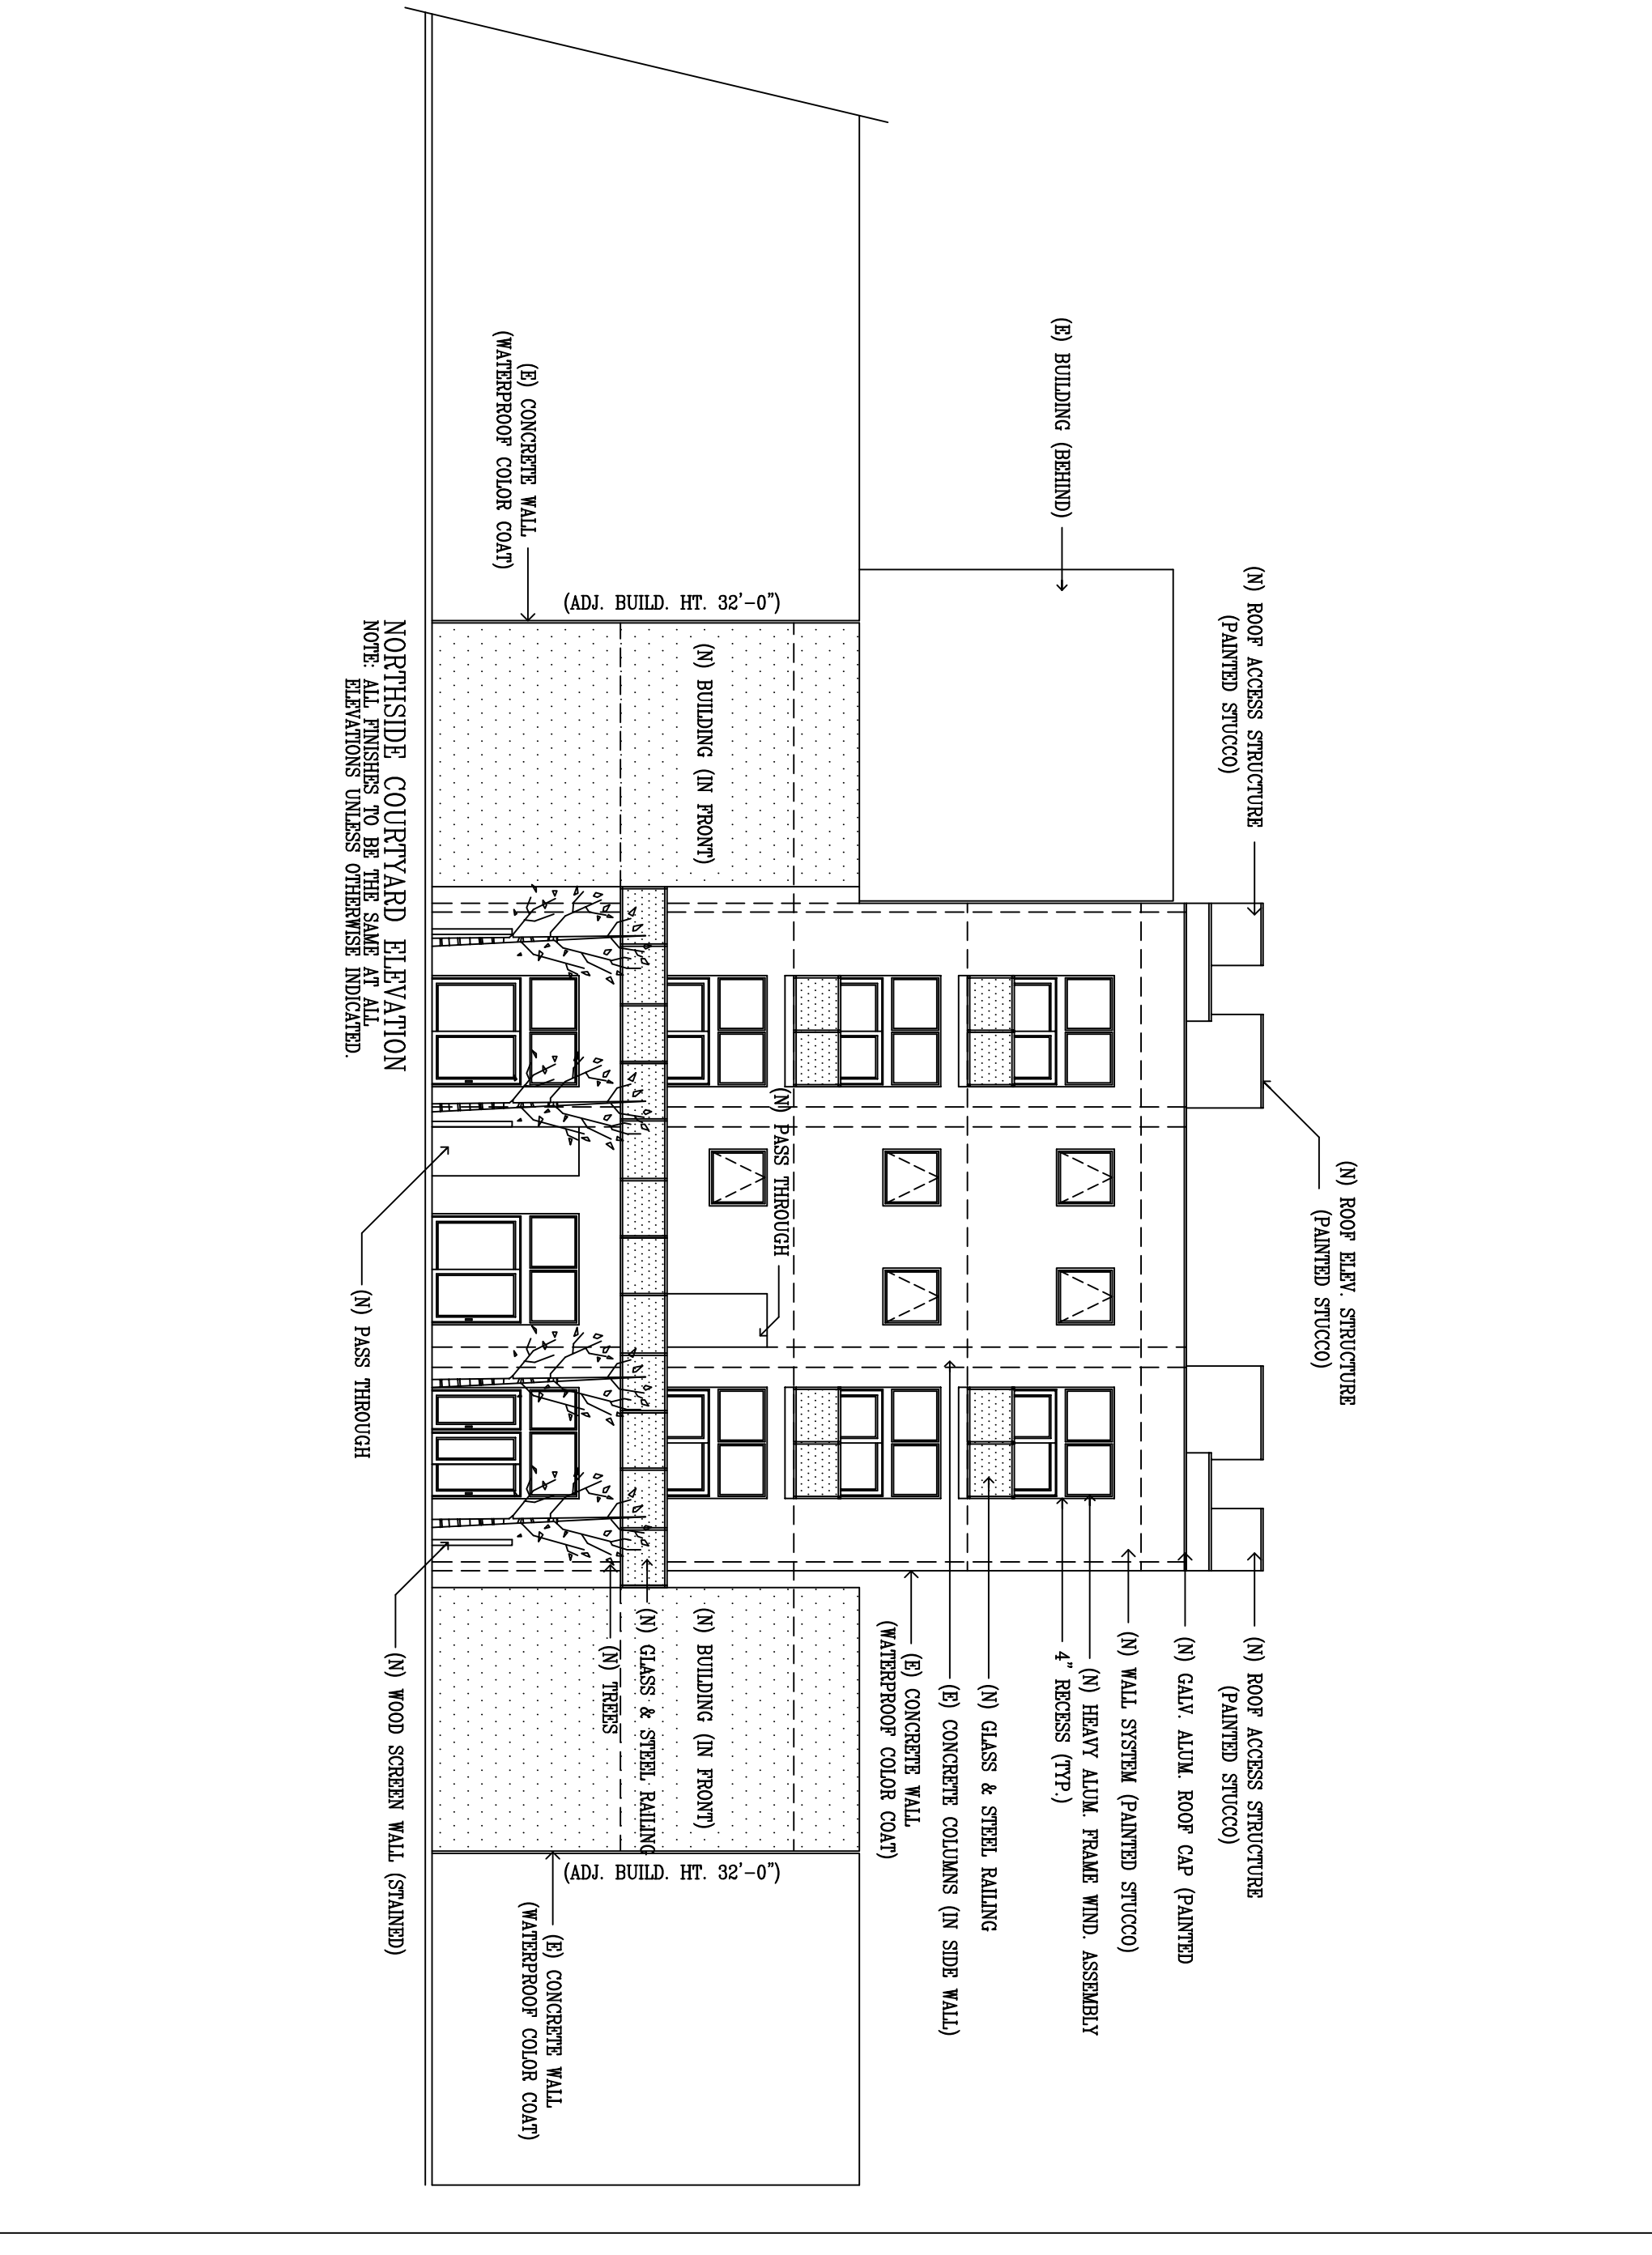 (N) ROOF ELEV. STRUCTURE
(PAINTED STUCCO)
(N) ROOF ACCESS STRUCTURE
(PAINTED STUCCO)
(E) BUILDING (BEHIND)
(N) ROOF ACCESS STRUCTURE
(PAINTED STUCCO)
(N) GALV. ALUM. ROOF CAP (PAINTED
(N) WALL SYSTEM (PAINTED STUCCO)
(N) HEAVY ALUM. FRAME WIND. ASSEMBLY
4" RECESS (TYP.)
(N) GLASS & STEEL RAILING
(E) CONCRETE COLUMNS (IN SIDE WALL)
(E) CONCRETE WALL
(WATERPROOF COLOR COAT)
(N) PASS THROUGH
(ADJ. BUILD. HT. 32'-0")
(N) BUILDING (IN FRONT)
(N) BUILDING (IN FRONT)
(ADJ. BUILD. HT. 32'-0")
(N) GLASS & STEEL RAILING
(N) TREES
(E) CONCRETE WALL
(WATERPROOF COLOR COAT)
(E) CONCRETE WALL
(WATERPROOF COLOR COAT)
(N) PASS THROUGH
(N) WOOD SCREEN WALL (STAINED)
NORTHSIDE COURTYARD ELEVATION
NOTE: ALL FINISHES TO BE THE SAME AT ALL
ELEVATIONS UNLESS OTHERWISE INDICATED.